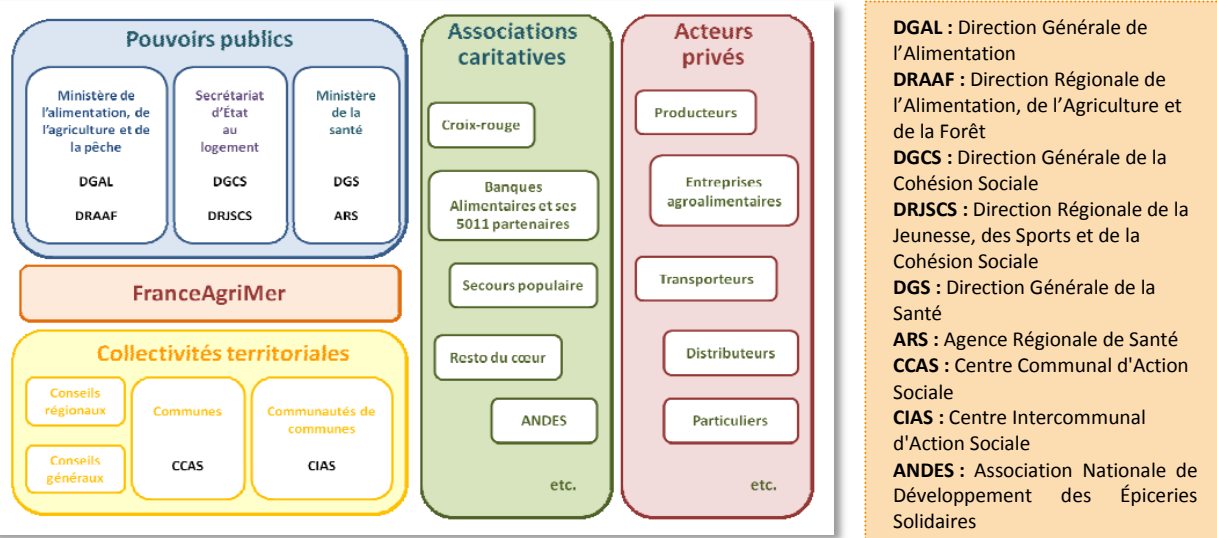 Pouvoirs publics
Ministère de
l'alimentation, de
l'agriculture et de
la pêche
DGAL
DRAAF
Secrétariat
d'État
au
logement
DGCS
DRJSCS
Ministère
de la
santé
DGS
ARS
FranceAgriMer
Collectivités territoriales
Conseils
régionaux
Conseils
généraux
Communes
CCAS
Communautés de
communes
CIAS
Associations
caritatives
Croix-rouge
Banques
Alimentaires et ses
5011 partenaires
Secours populaire
Resto du cœur
ANDES
etc.
Acteurs
privés
Producteurs
Entreprises
agroalimentaires
Transporteurs
Distributeurs
Particuliers
etc.
DGAL : Direction Générale de
l'Alimentation
DRAAF : Direction Régionale de
l'Alimentation, de l'Agriculture et
de la Forêt
DGCS : Direction Générale de la
Cohésion Sociale
DRJSCS : Direction Régionale de la
Jeunesse, des Sports et de la
Cohésion Sociale
DGS : Direction Générale de la
Santé
ARS : Agence Régionale de Santé
CCAS : Centre Communal d'Action
Sociale
CIAS : Centre Intercommunal
d'Action Sociale
ANDES : Association Nationale de
Développement des Épiceries
Solidaires